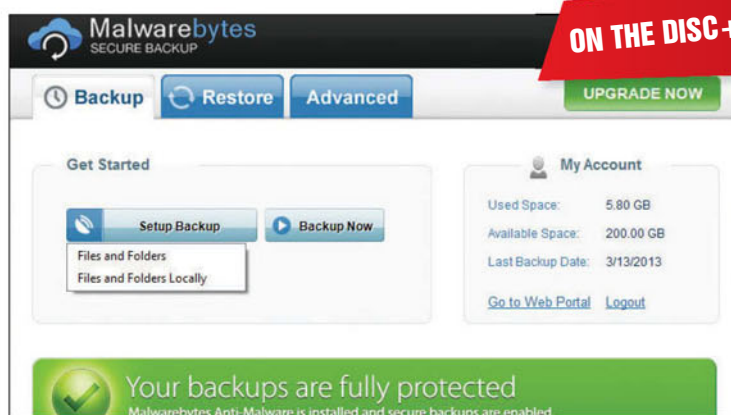 Malwarebytes
SECURE BACKUP
ON THE DISC+
Backup
Restore
Advanced
UPGRADE NOW
Get Started
Setup Backup
Backup Now
Files and Folders
Files and Folders Locally
My Account
Used Space: 5.80 GB
Available Space: 200.00 GB
Last Backup Date: 3/13/2013
Go to Web Portal Logout
Your backups are fully protected
Malwarebytes Anti-Malware is installed and secure backups are enabled